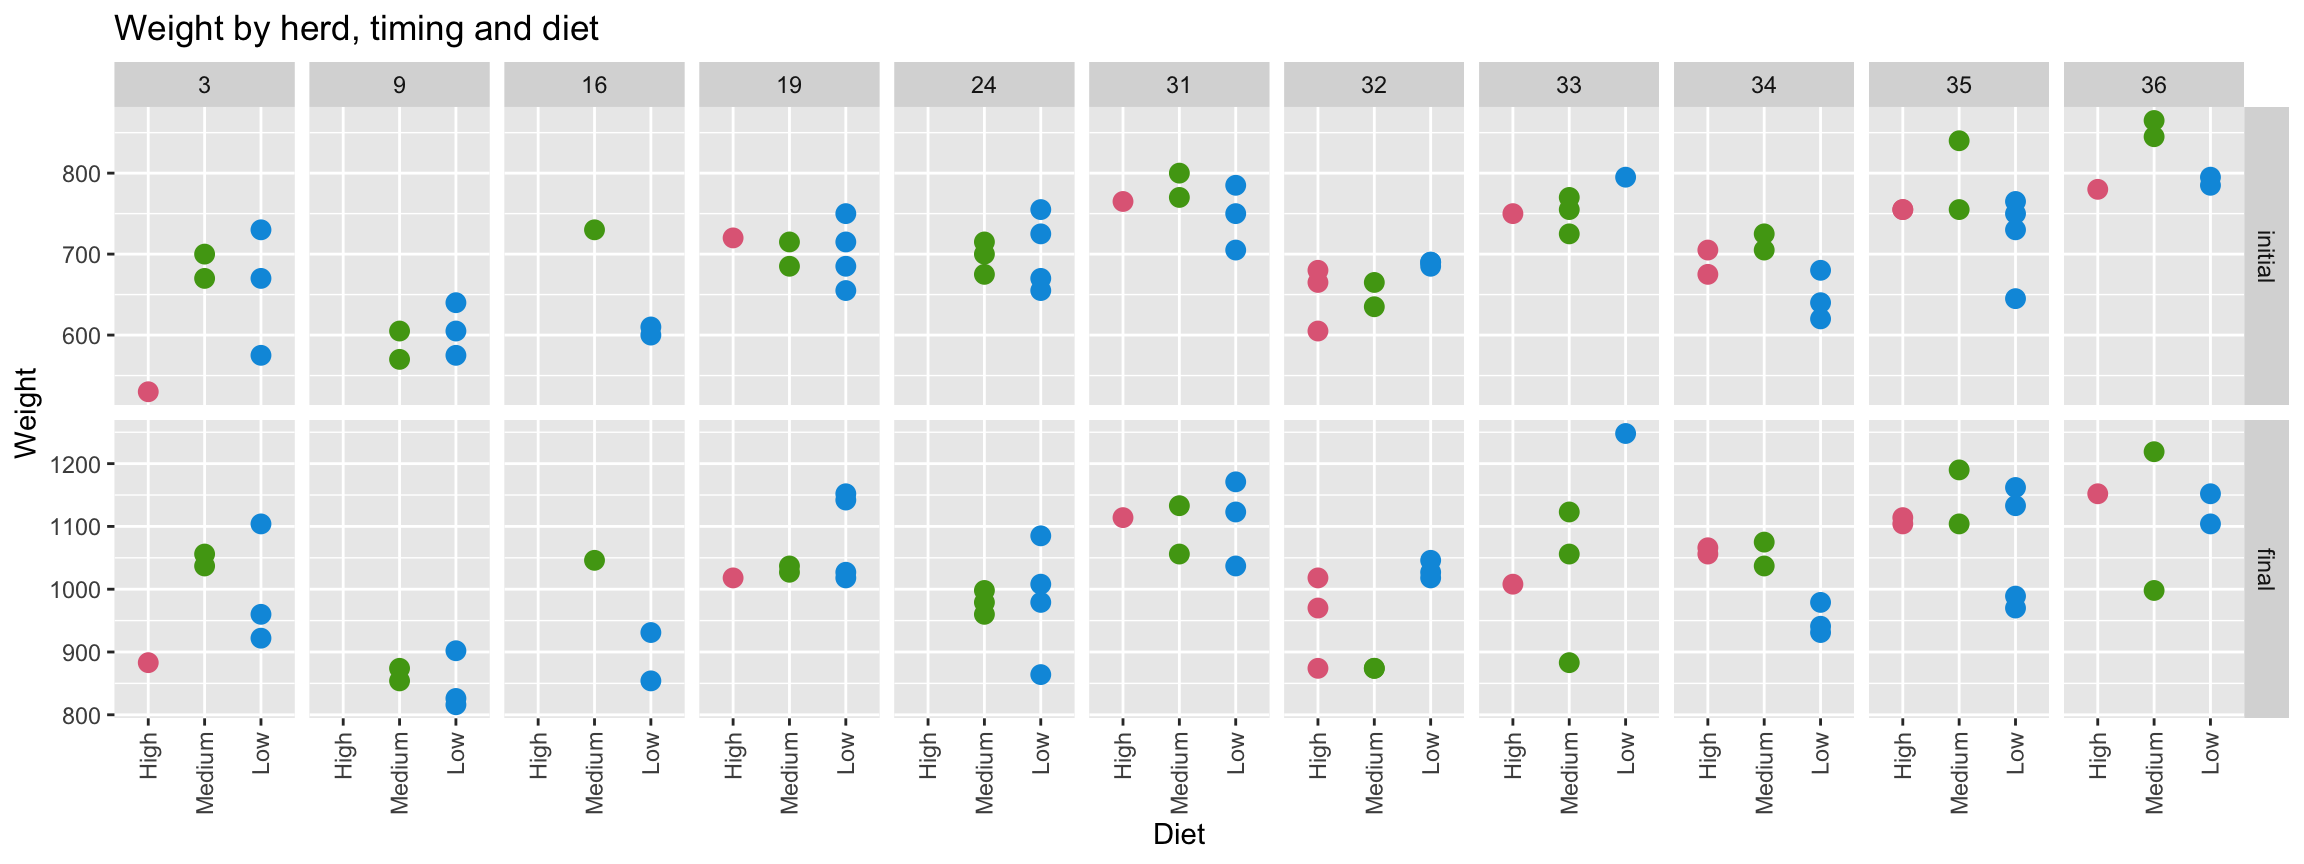 Weight by herd, timing and diet
3 9 16 19 24 31 32 33 34 35 36
Weight
800
700
600
initial
1200
1100
1000
900
800
final
High Medium Low High Medium Low High Medium Low High Medium Low High Medium Low High Medium Low High Medium Low High Medium Low High Medium Low High Medium Low High Medium Low
Diet